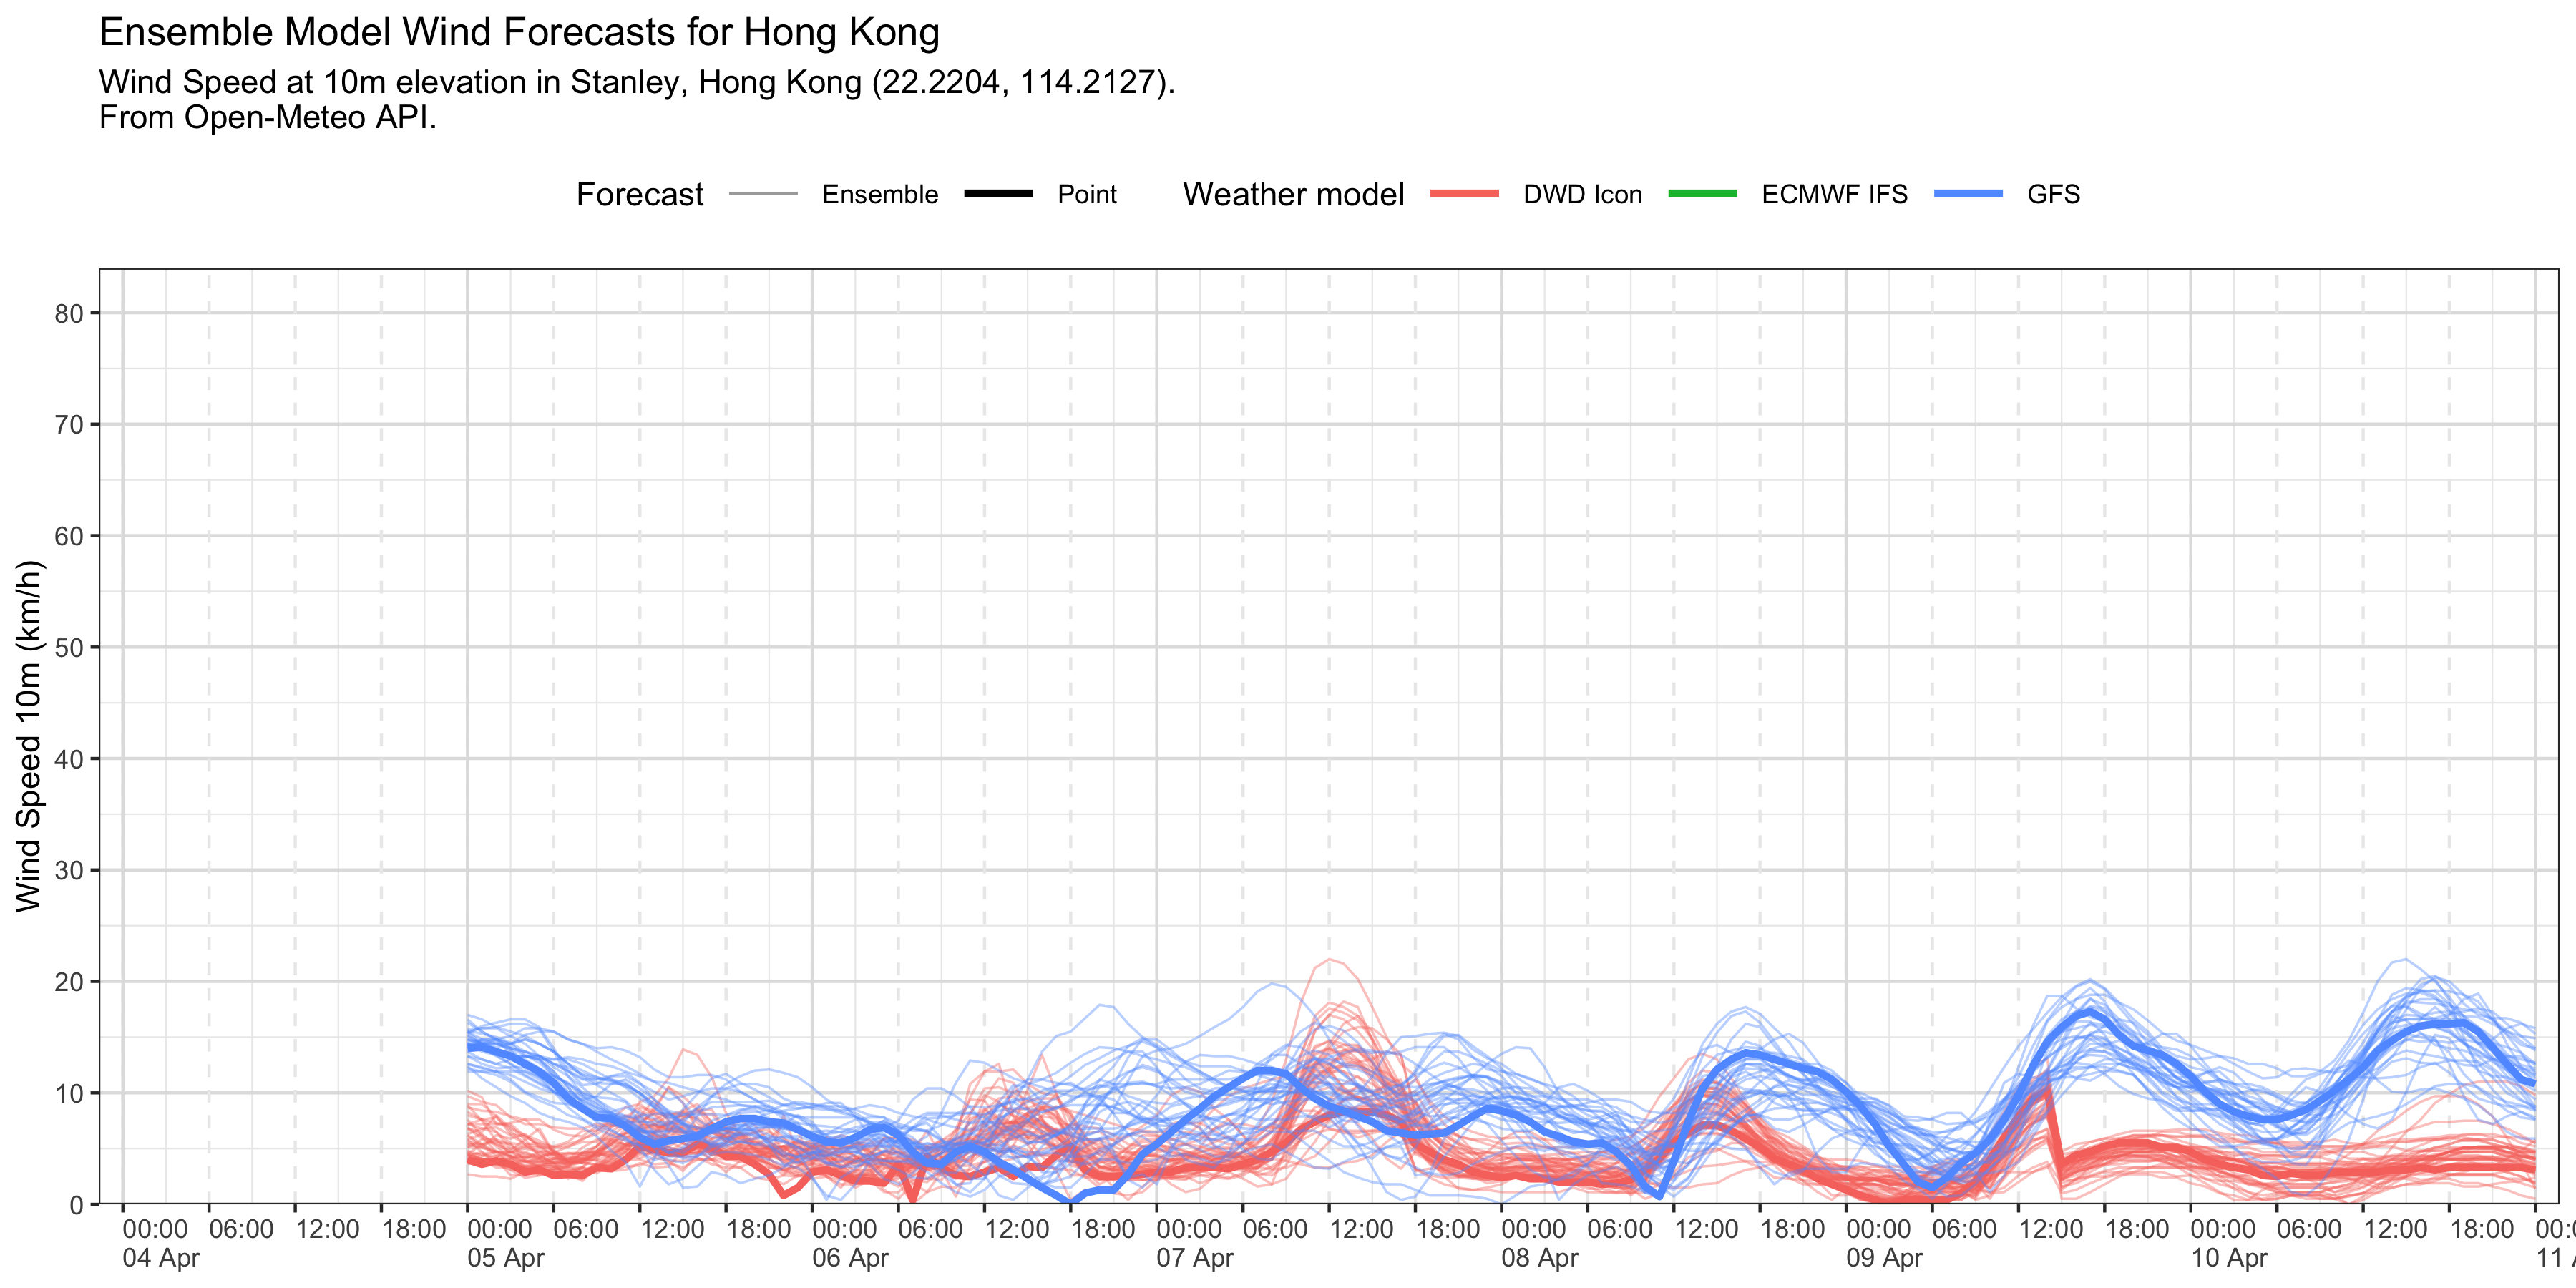 Ensemble Model Wind Forecasts for Hong Kong
Wind Speed at 10m elevation in Stanley, Hong Kong (22.2204, 114.2127).
From Open-Meteo API.
Forecast Ensemble Point Weather model DWD Icon ECMWF IFS GFS
Wind Speed 10m (km/h)
80
70
60
50
40
30
20
10
0
00:00 06:00 12:00 18:00 00:00 06:00 12:00 18:00 00:00 06:00 12:00 18:00 00:00 06:00 12:00 18:00 00:00 06:00 12:00 18:00 00:00 06:00 12:00 18:00 00:00 06:00 12:00 18:00
04 Apr 05 Apr 06 Apr 07 Apr 08 Apr 09 Apr 10 Apr 11